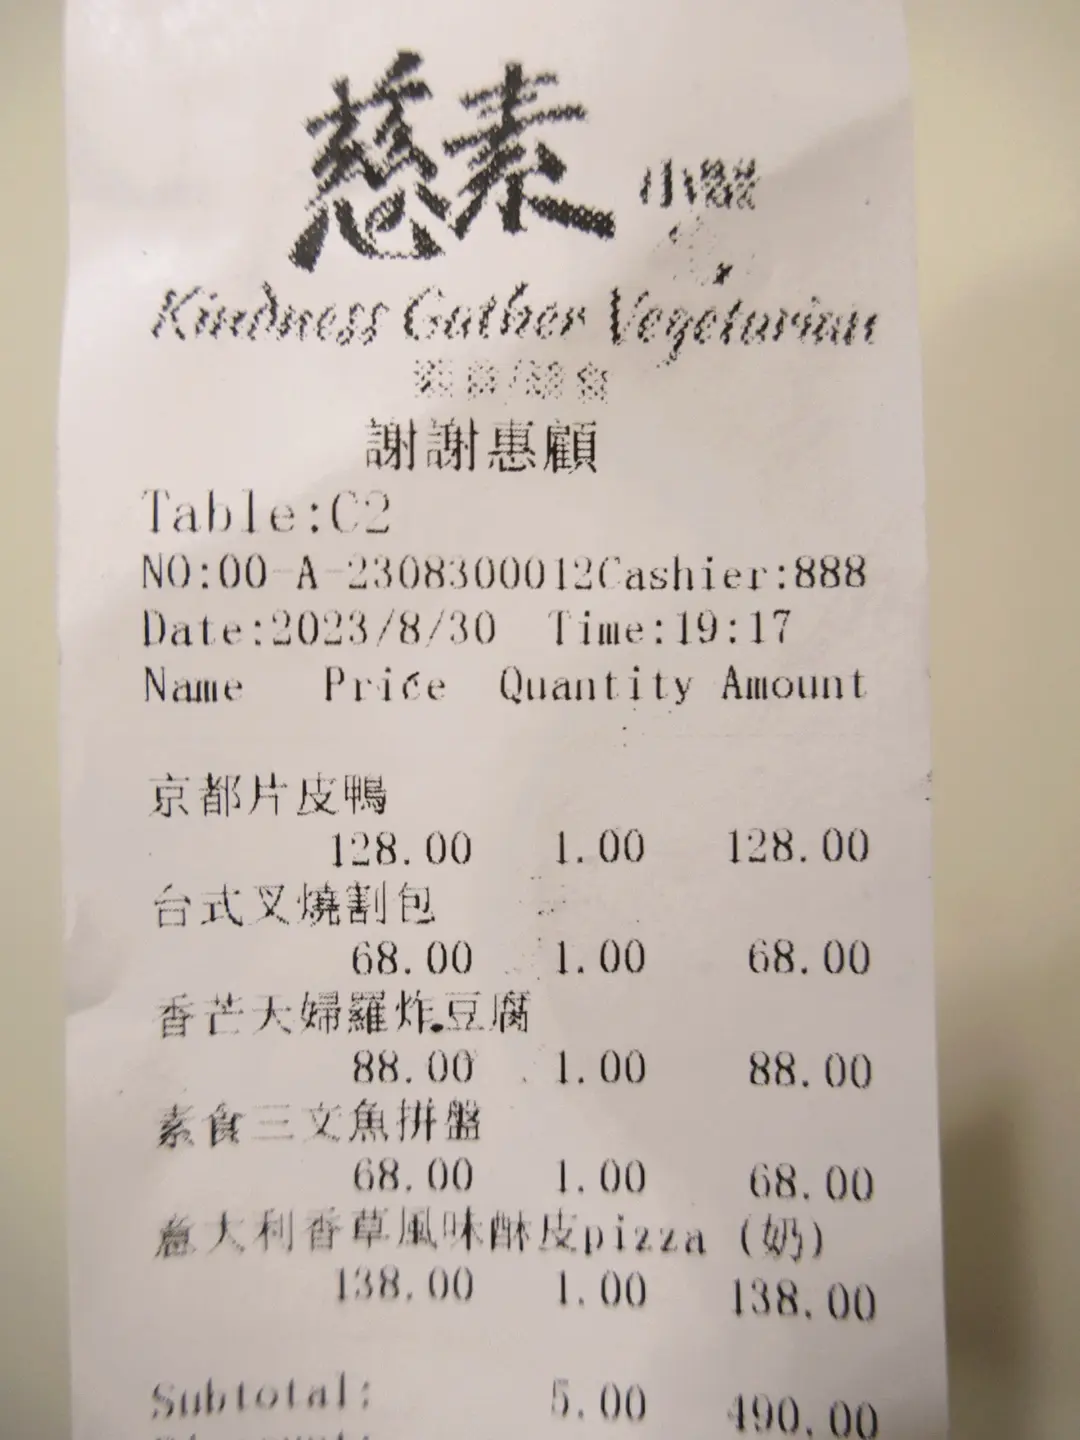 慈素
Kindness Gather Vegetarian
謝謝惠顧
Table:C2
NO:00-A-2308300012Cashier:888
Date:2023/8/30 Time:19:17
Name Price Quantity Amount
京都片皮鴨
128.00 1.00 128.00
台式叉燒割包
68.00 1.00 68.00
香芒天婦羅炸豆腐
88.00 1.00 88.00
素食三文魚拼盤
68.00 1.00 68.00
意大利香草風味酥皮pizza (奶)
138.00 1.00 138.00
Subtotal: 5.00 490.00